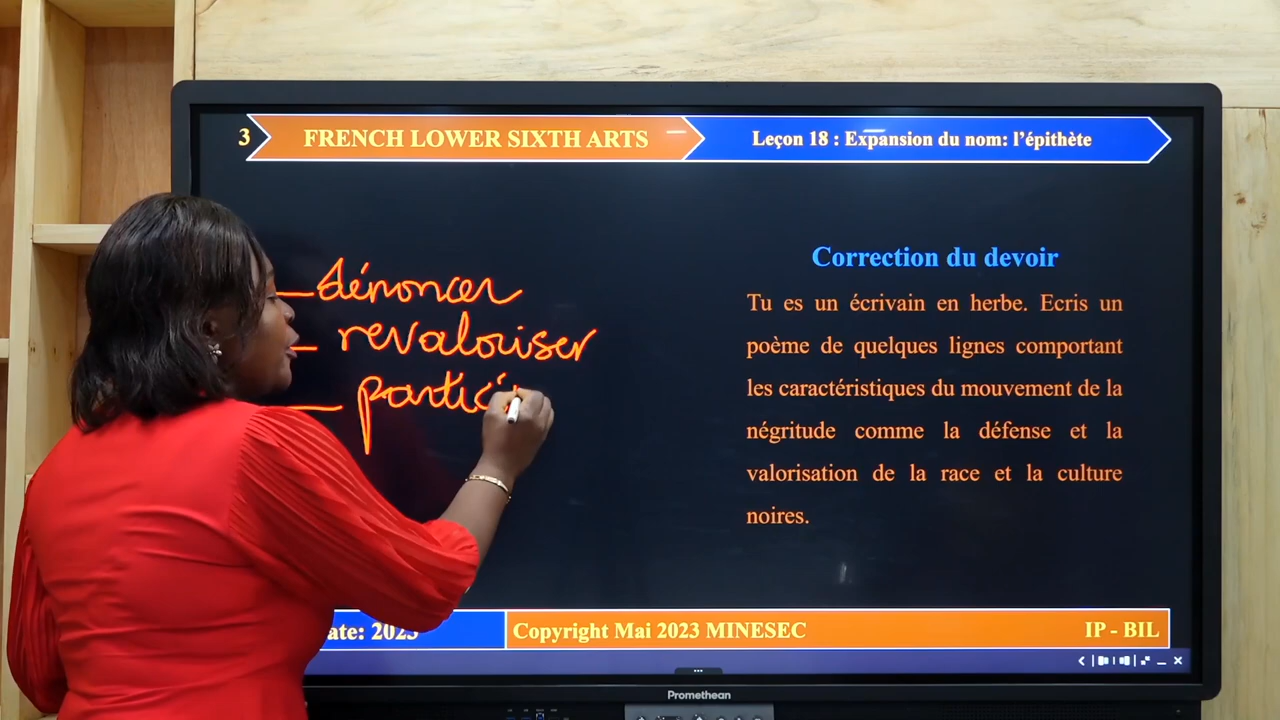 3 FRENCH LOWER SIXTH ARTS Leçon 18 : Expansion du nom: l'épithète
_ dénoncer
_ revaloriser
_ partici
Correction du devoir
Tu es un écrivain en herbe. Ecris un
poème de quelques lignes comportant
les caractéristiques du mouvement de la
négritude comme la défense et la
valorisation de la race et la culture
noires.
ate: 2023 Copyright Mai 2023 MINESEC IP - BIL
Promethean